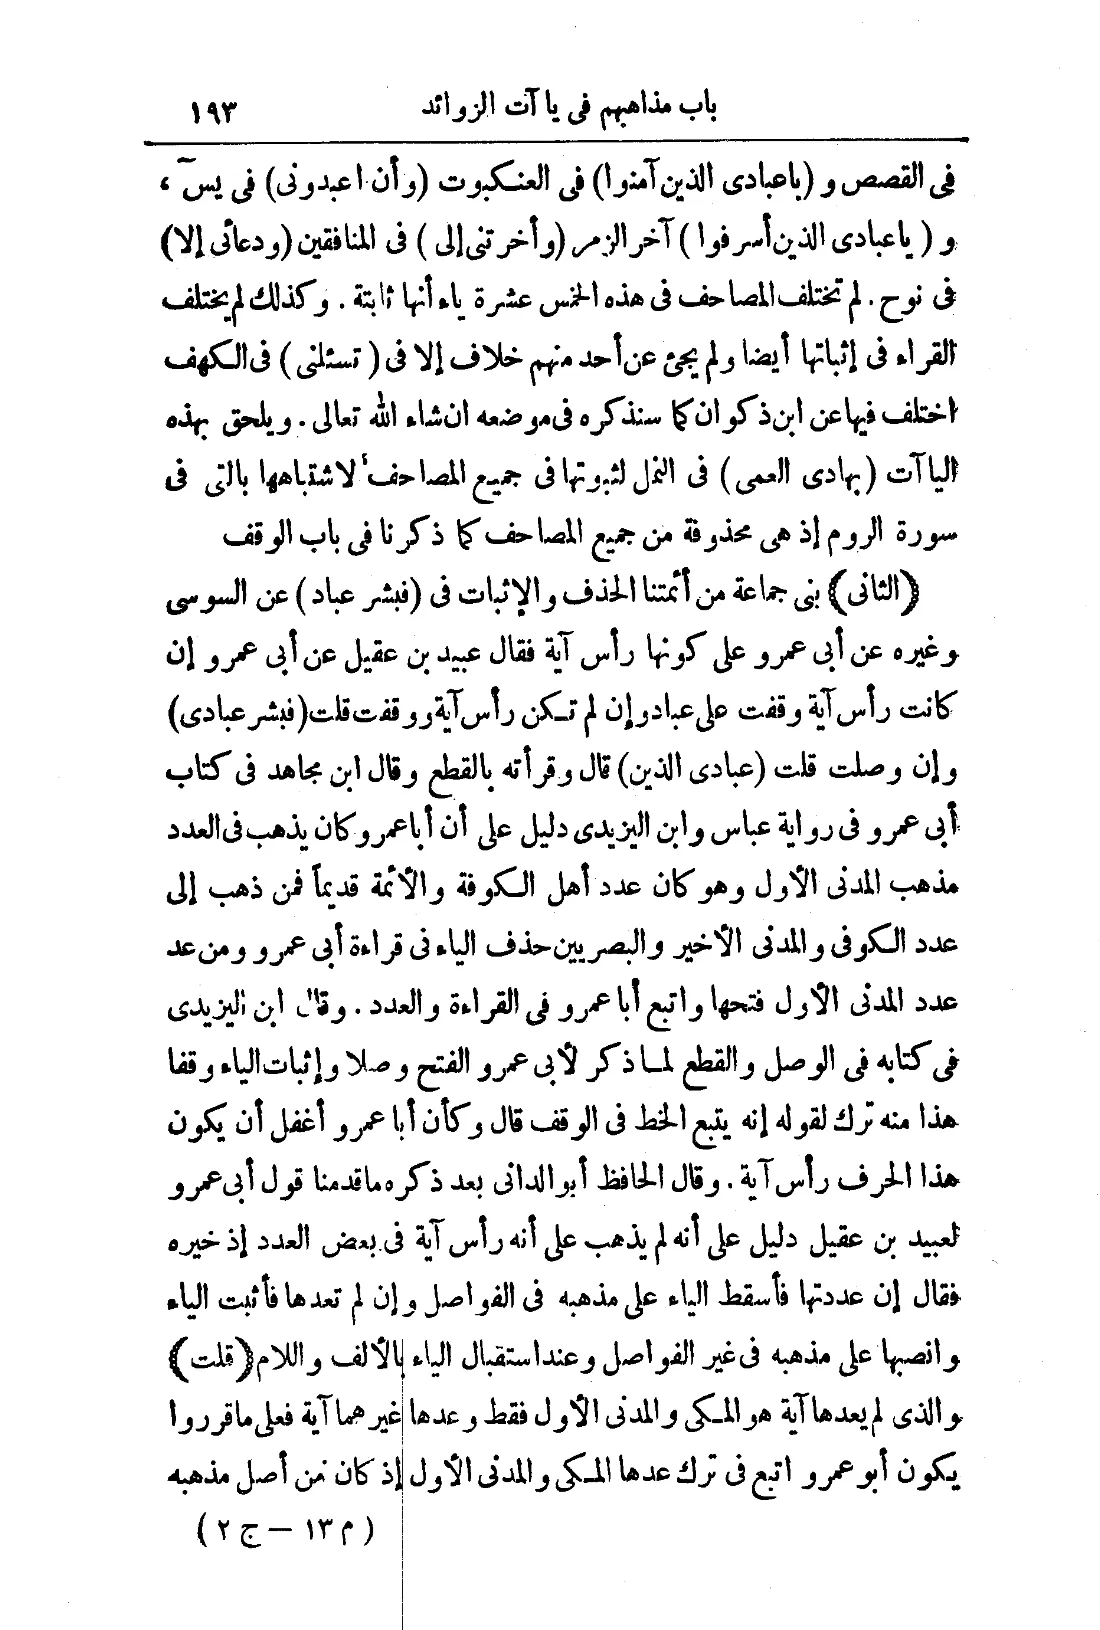 باب مذاهبهم فى ياآت الزوائد ١٩٣
فى القصص و (ياعبادى الذين آمنوا) فى العنكبوت (وأن اعبدونى) فى يسٓ ،
و ( ياعبادى الذين أسرفوا ) آخر الزمر (وأخرتنى إلى ) فى المنافقين (ودعائى إلا)
فى نوح . لم تختلف المصاحف فى هذه الخمس عشرة ياء أنها ثابتة . وكذلك لم يختلف
القراء فى إثباتها أيضا ولم يجئ عن أحد منهم خلاف إلا فى ( تسئلنى ) فى الكهف
اختلف فيها عن ابن ذكوان كما سنذكره فى موضعه ان شاء الله تعالى . ويلحق بهذه
الياآت (بهادى العمى) فى النمل لثبوتها فى جميع المصاحف لاشتباهها بالتى فى
سورة الروم إذ هى محذوفة من جميع المصاحف كما ذكرنا فى باب الوقف
(الثانى) بنى جماعة من أئمتنا الحذف والإثبات فى (فبشر عباد) عن السوسى
وغيره عن أبى عمرو على كونها رأس آية فقال عبيد بن عقيل عن أبى عمرو إن
كانت رأس آية وقفت على عباد وإن لم تكن رأس آية ووقفت قلت (فبشر عبادى)
وإن وصلت قلت (عبادى الذين) قال وقرأته بالقطع وقال ابن مجاهد فى كتاب
أبى عمرو فى رواية عباس وابن اليزيدى دليل على أن أبا عمرو كان يذهب فى العدد
مذهب المدنى الأول وهو كان عدد أهل الكوفة والأئمة قديماً فمن ذهب إلى
عدد الكوفى والمدنى الأخير والبصريين حذف الياء فى قراءة أبى عمرو ومن عد
عدد المدنى الأول فتحها واتبع أبا عمرو فى القراءة والعدد . وقال ابن اليزيدى
فى كتابه فى الوصل والقطع لما ذكر لأبى عمرو الفتح وصلا وإثبات الياء وقفا
هذا منه ترك لقوله إنه يتبع الخط فى الوقف قال وكأن أبا عمرو أغفل أن يكون
هذا الحرف رأس آية . وقال الحافظ أبو الدانى بعد ذكره ماقدمنا قول أبى عمرو
لعبيد بن عقيل دليل على أنه لم يذهب على أنه رأس آية فى بعض العدد إذ خيره
فقال إن عددتها فأسقط الياء على مذهبه فى الفواصل وإن لم تعدها فأثبت الياء
وانصبها على مذهبه فى غير الفواصل وعند استقبال الياء بالألف واللام (قلت)
والذى لم يعدها آية هو المكى والمدنى الأول فقط وعدها غيرهما آية فعلى ماقرروا
يكون أبو عمرو اتبع فى ترك عدها المكى والمدنى الأول إذ كان من أصل مذهبه
( م ١٣ – ج ٢ )